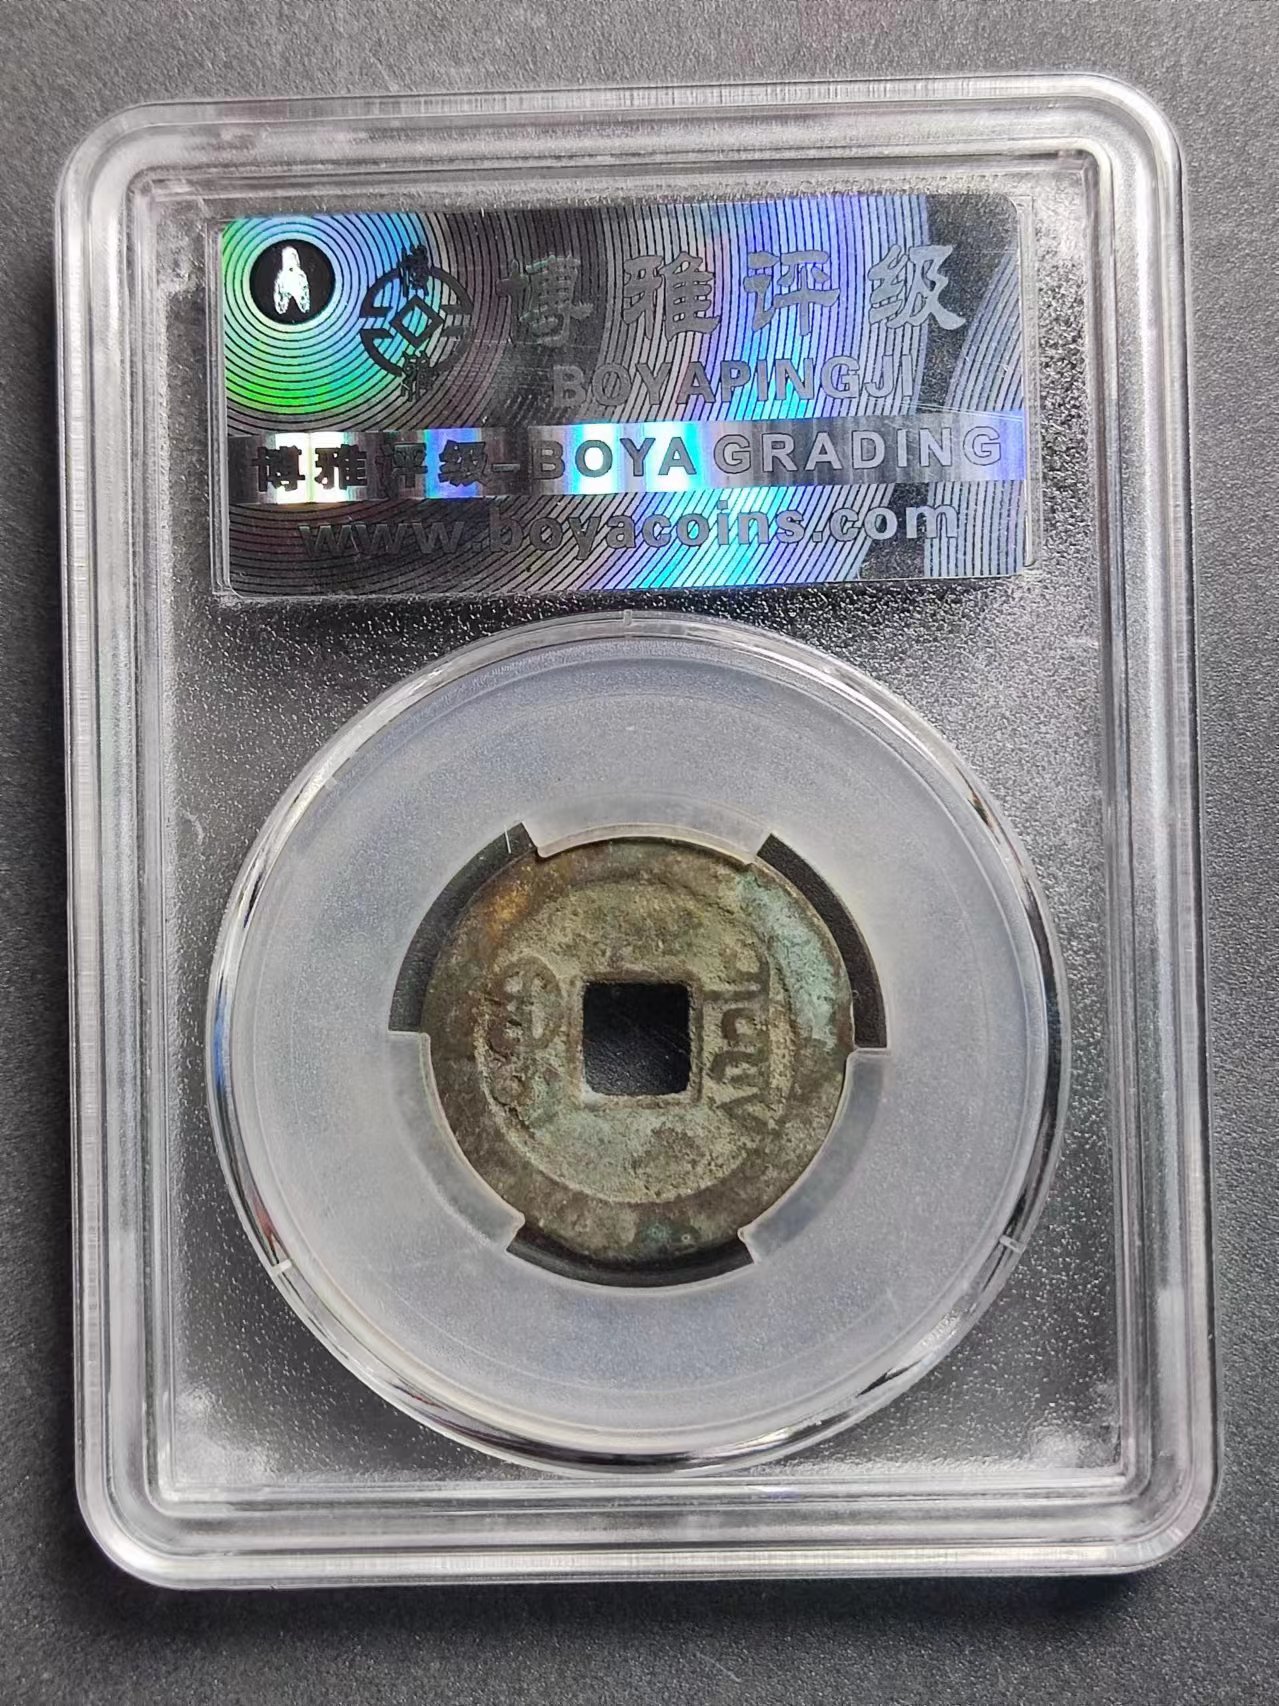 博雅评级
BOYAPINGJI
博雅评级-BOYA GRADING
www.boyacoins.com